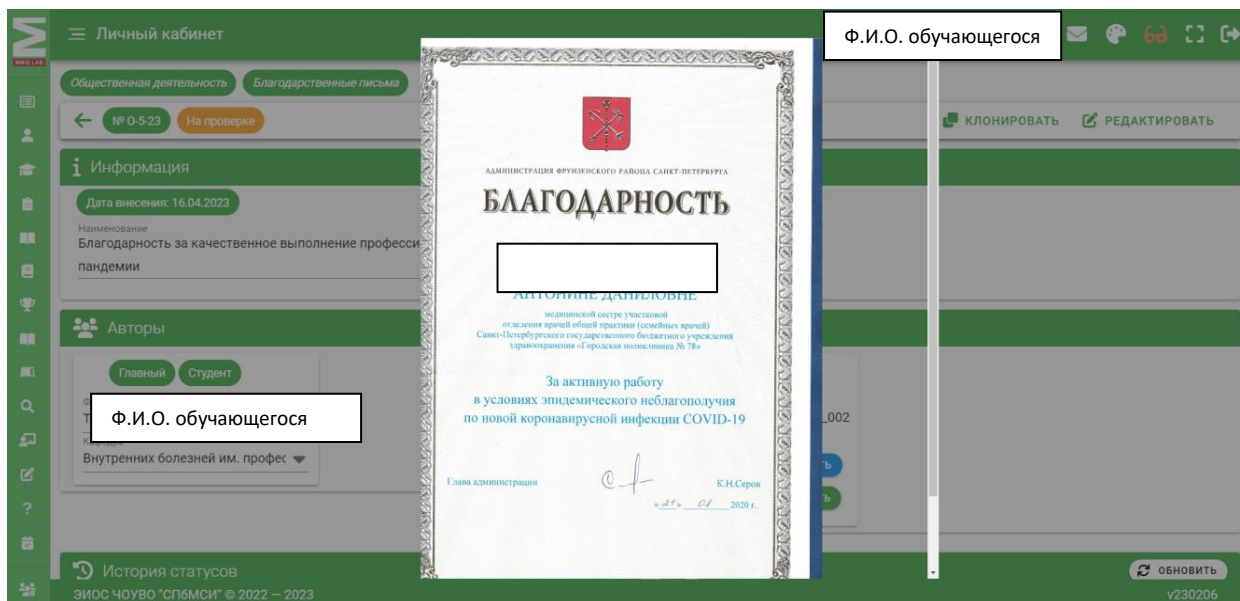 MMIS LAB
Личный кабинет
Ф.И.О. обучающегося
Общественная деятельность Благодарственные письма
№ О-5-23 На проверке
КЛОНИРОВАТЬ РЕДАКТИРОВАТЬ
Информация
Дата внесения: 16.04.2023
Наименование
Благодарность за качественное выполнение
пандемии
Авторы
Главный Студент
Ф.И.О. обучающегося
Внутренних болезней им.
АДМИНИСТРАЦИЯ ФРУНЗЕНСКОГО РАЙОНА САНКТ-ПЕТЕРБУРГА
БЛАГОДАРНОСТЬ
АНТОНИНЕ ДАНИЛОВНЕ
медицинской сестре участковой
отделения врачей общей практики (семейных врачей)
Санкт-Петербургского государственного бюджетного учреждения
здравоохранения «Городская поликлиника № 78»
За активную работу
в условиях эпидемического неблагополучия
по новой коронавирусной инфекции COVID-19
Глава администрации К.Н.Серов
2020 г.
_002
История статусов
ОБНОВИТЬ
ЭИОС ЧОУВО "СПбМСИ" © 2022 – 2023
v230206